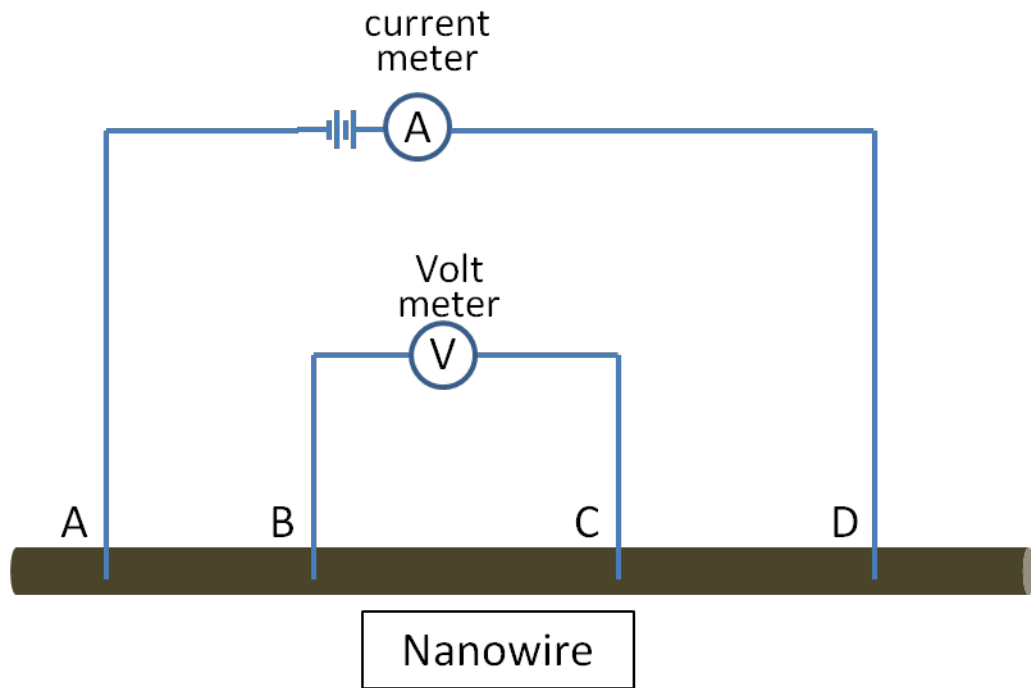 current
meter
A
Volt
meter
V
A B C D
Nanowire